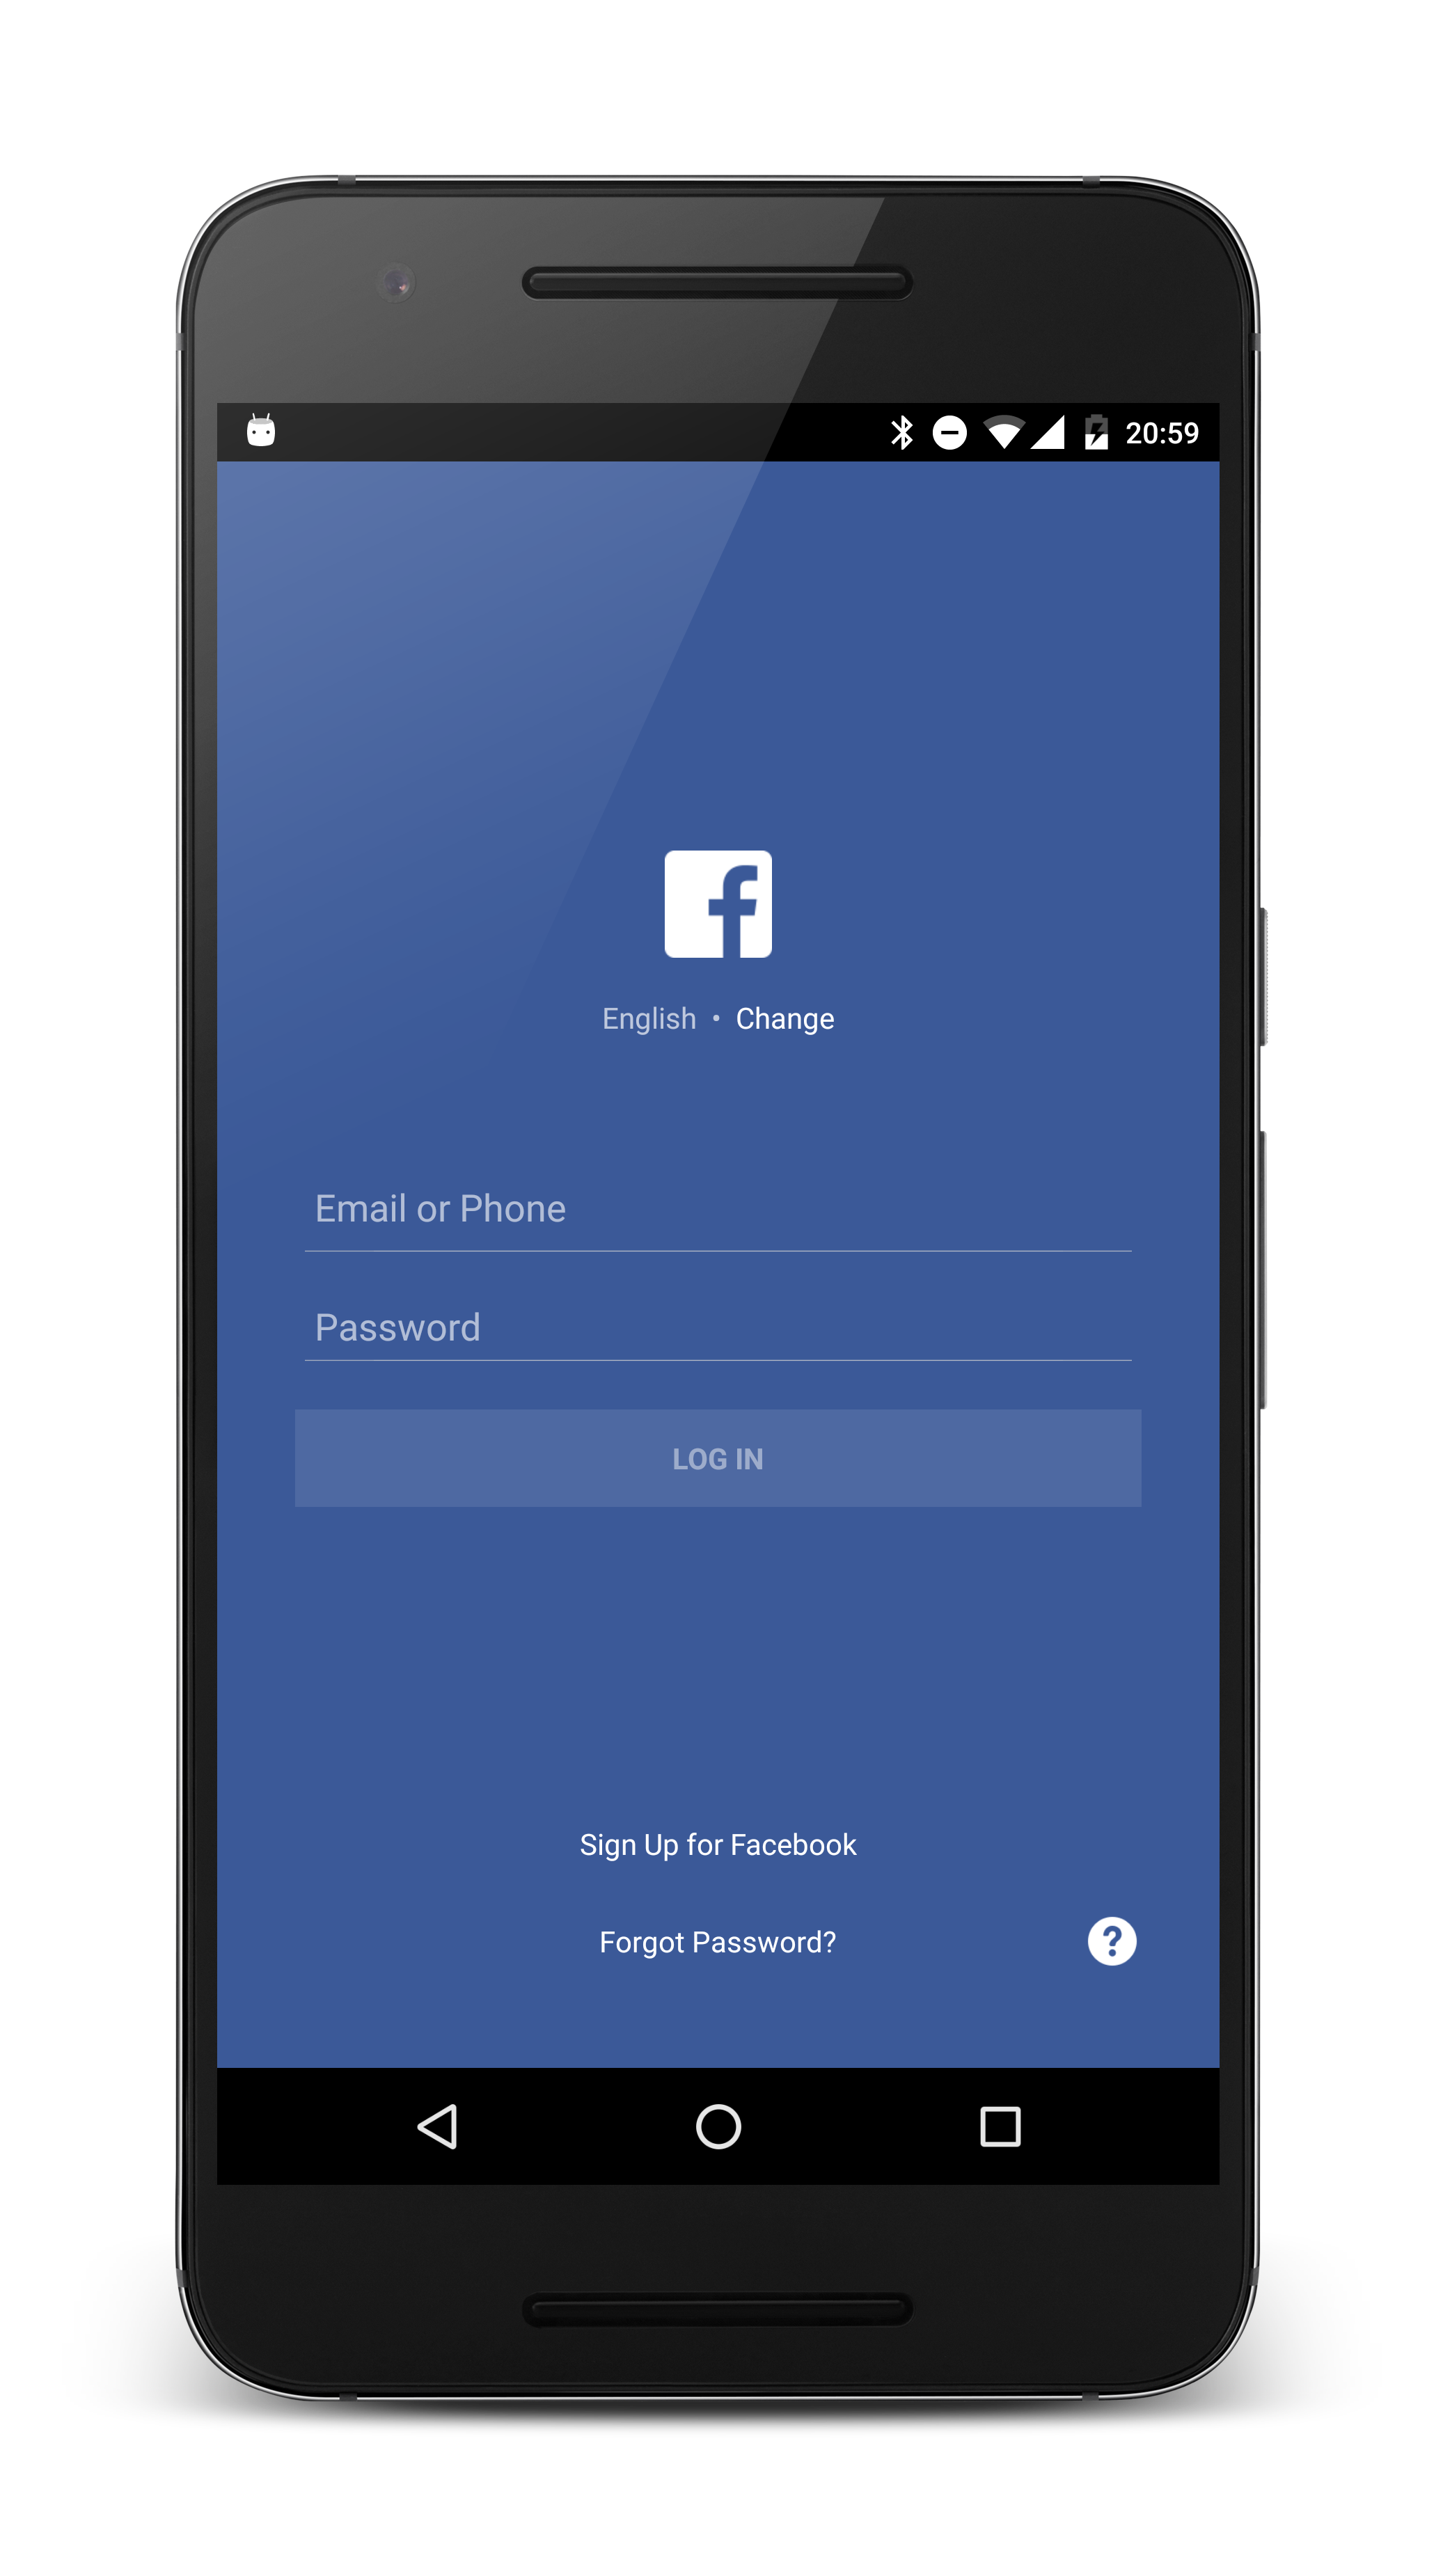 20:59
f
English • Change
Email or Phone
Password
LOG IN
Sign Up for Facebook
Forgot Password?
?